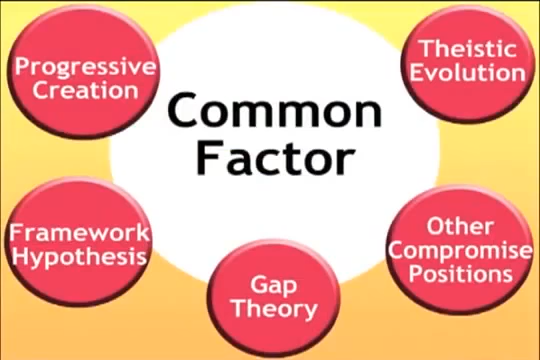 Progressive
Creation
Theistic
Evolution
Common
Factor
Framework
Hypothesis
Other
Compromise
Positions
Gap
Theory